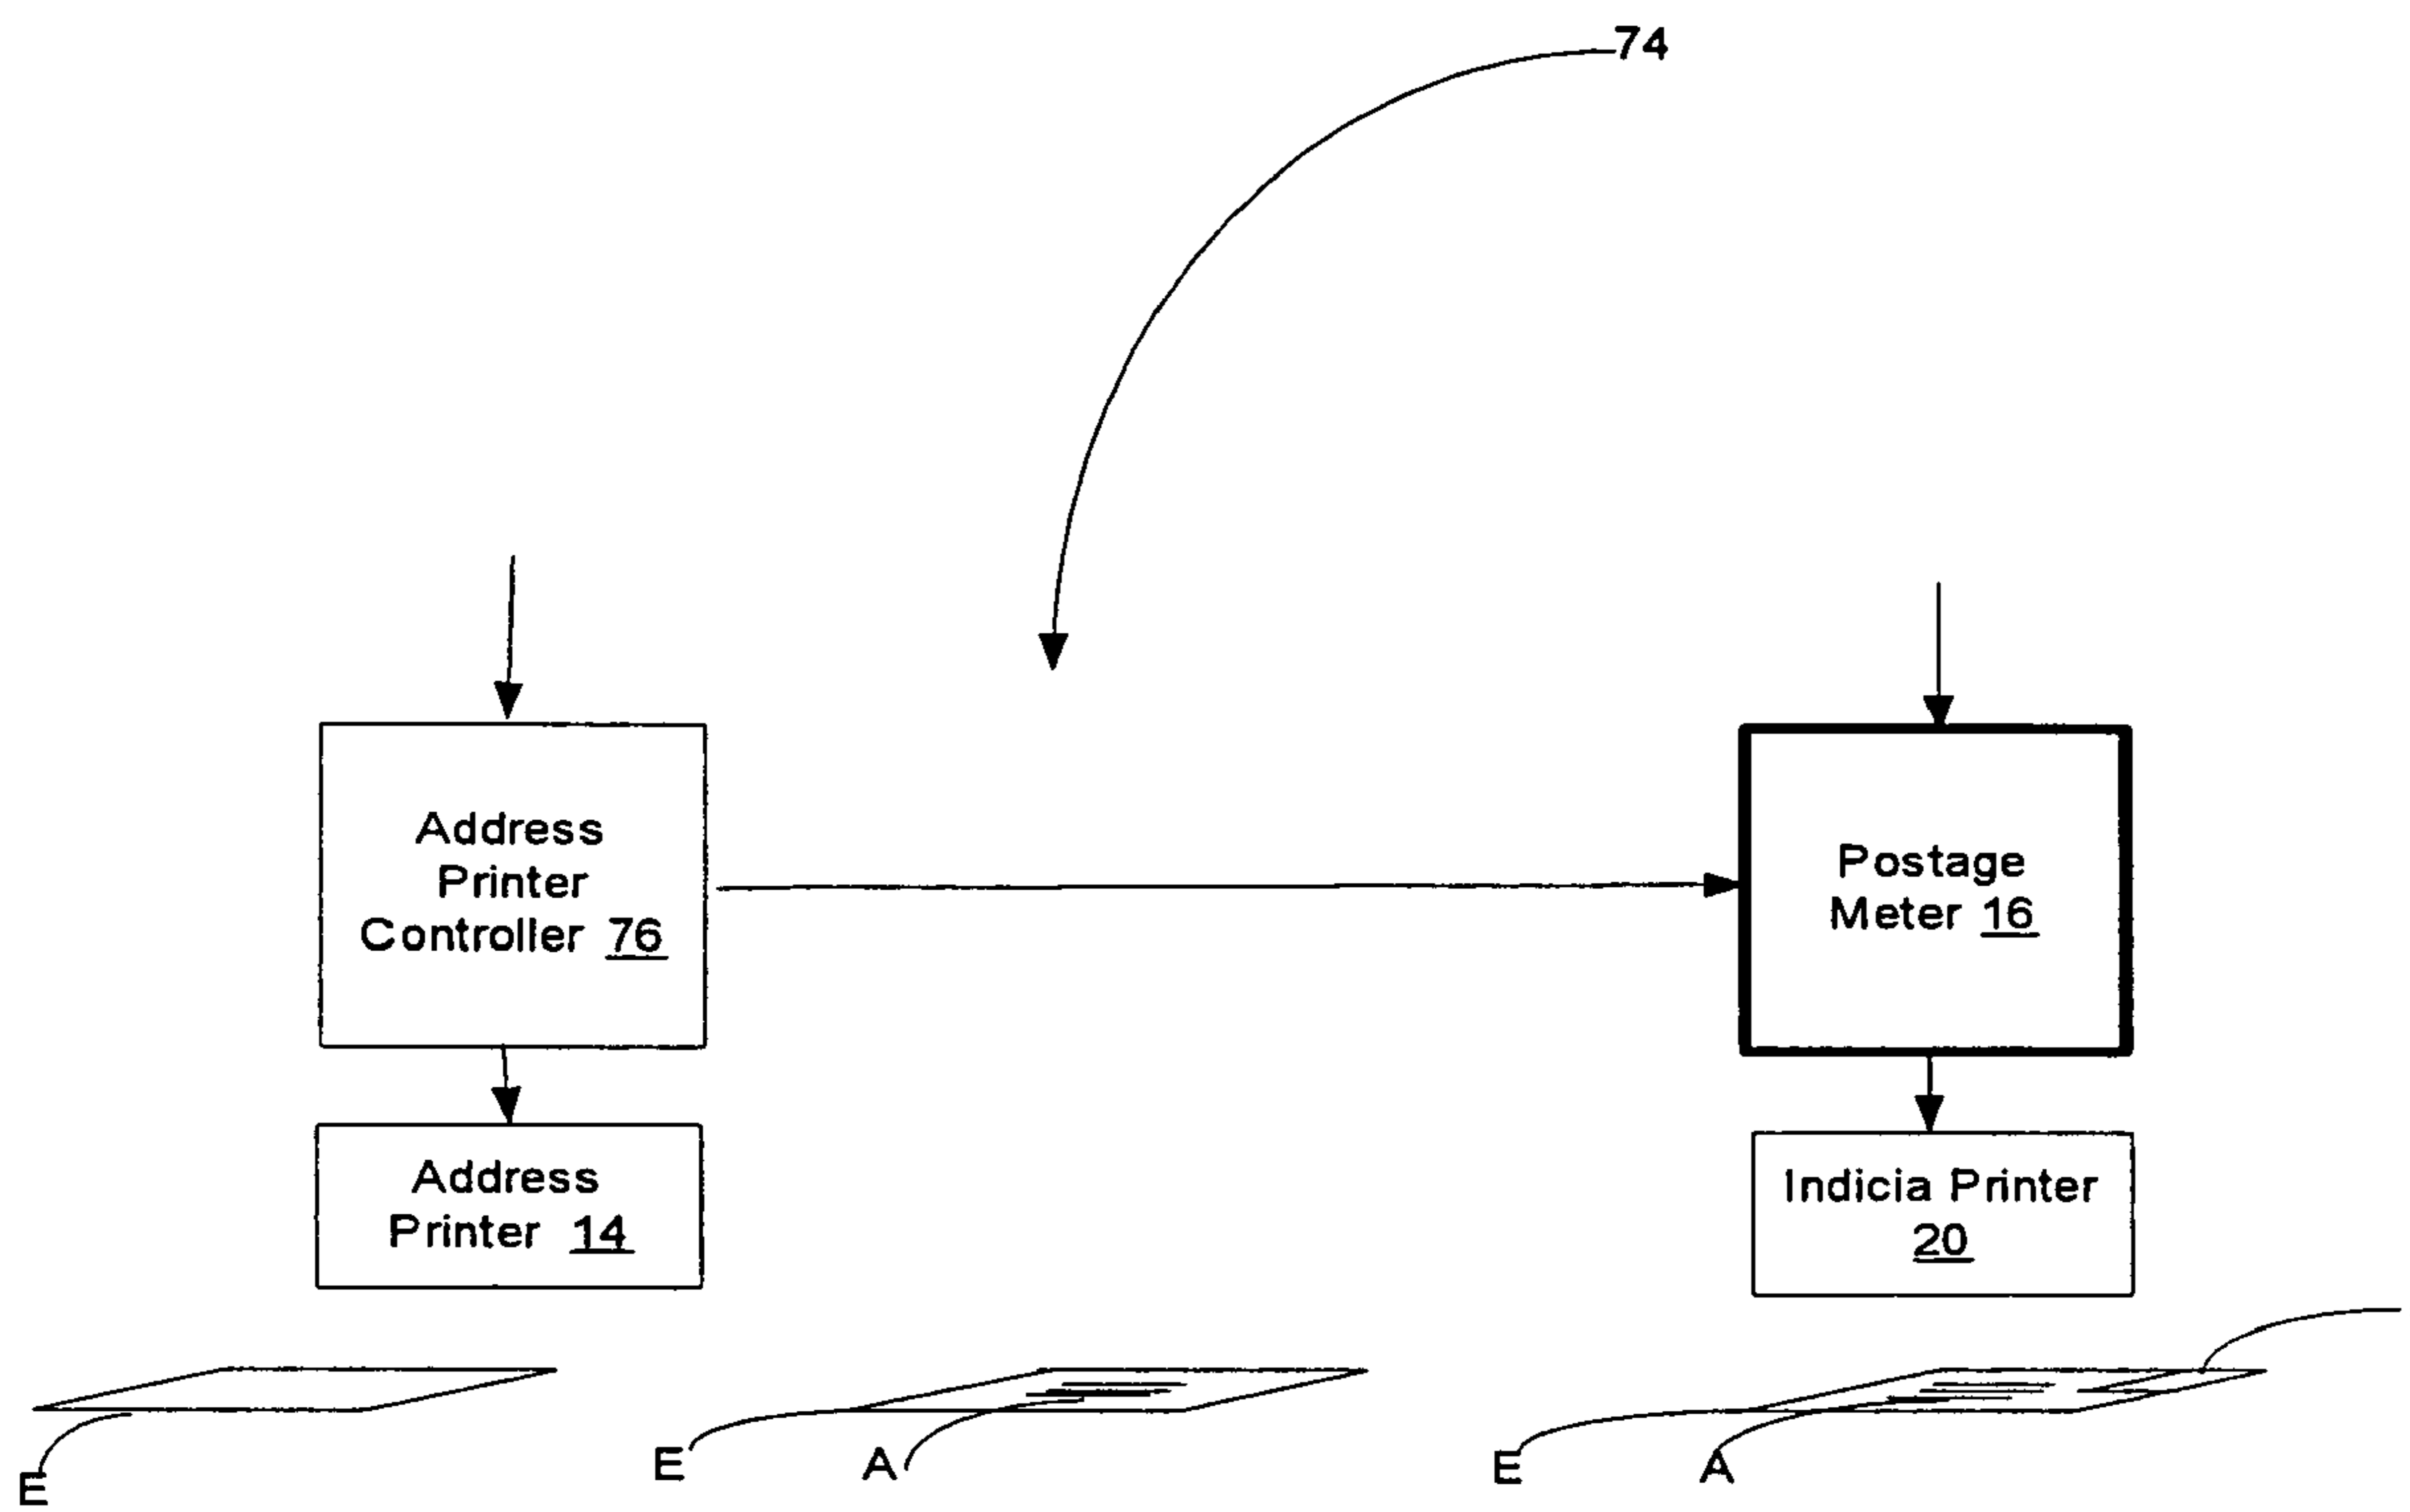 74
Address
Printer
Controller 76
Postage
Meter 16
Address
Printer 14
Indicia Printer
20
E
E
A
E
A